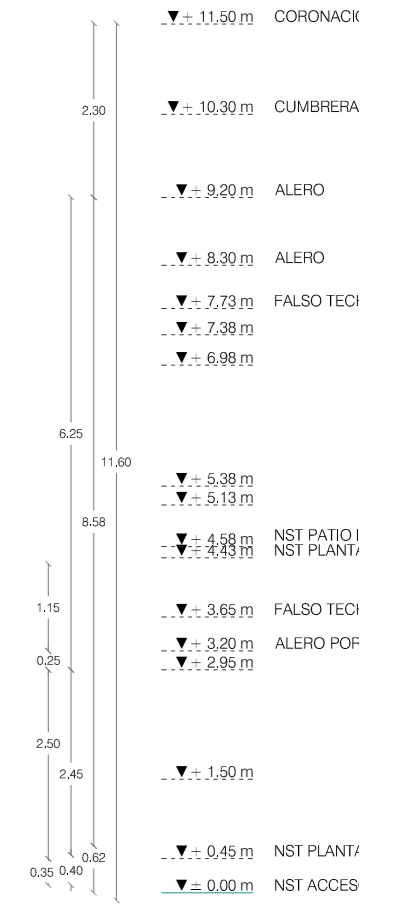 ▼+ 11.50 m CORONACIO
2.30
▼+ 10.30 m CUMBRERA
▼+ 9.20 m ALERO
▼+ 8.30 m ALERO
▼+ 7.73 m FALSO TECH
▼+ 7.38 m
▼+ 6.98 m
6.25
11.60
▼+ 5.38 m
▼+ 5.13 m
8.58
▼+ 4.58 m NST PATIO
▼+ 4.43 m NST PLANTA
1.15
▼+ 3.65 m FALSO TECH
▼+ 3.20 m ALERO POR
0.25
▼+ 2.95 m
2.50
2.45
▼+ 1.50 m
▼+ 0.45 m NST PLANTA
0.62
0.35
0.40
▼± 0.00 m NST ACCES